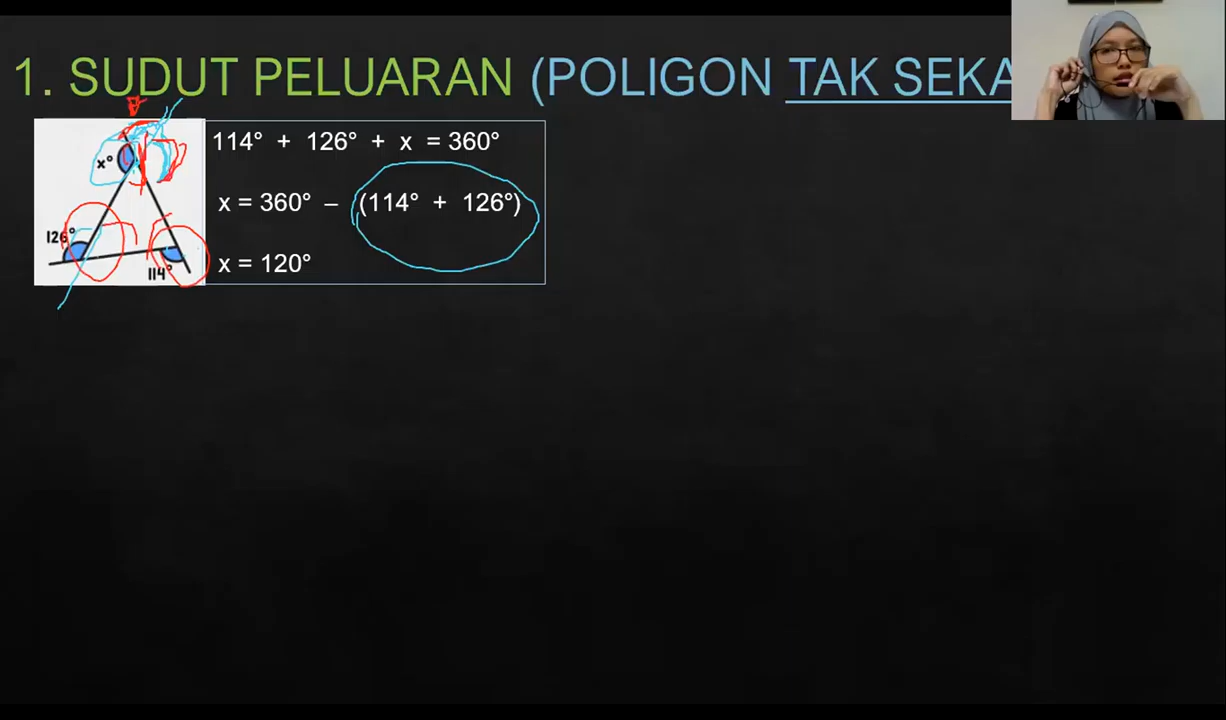 1. SUDUT PELUARAN (POLIGON TAK SEKA
114° + 126° + x = 360°
x°
x = 360° – (114° + 126°)
126°
114°
x = 120°